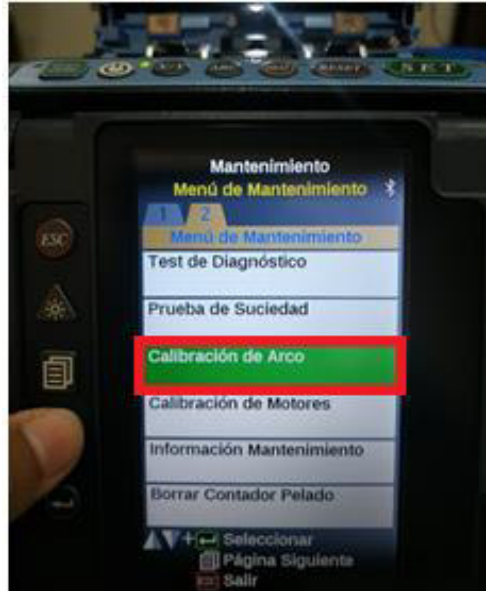 RESET
SET
Mantenimiento
Menú de Mantenimiento
1 2
Menú de Mantenimiento
ESC
Test de Diagnóstico
Prueba de Suciedad
Calibración de Arco
Calibración de Motores
Información Mantenimiento
Borrar Contador Pelado
+ Seleccionar
Página Siguiente
ESC Salir